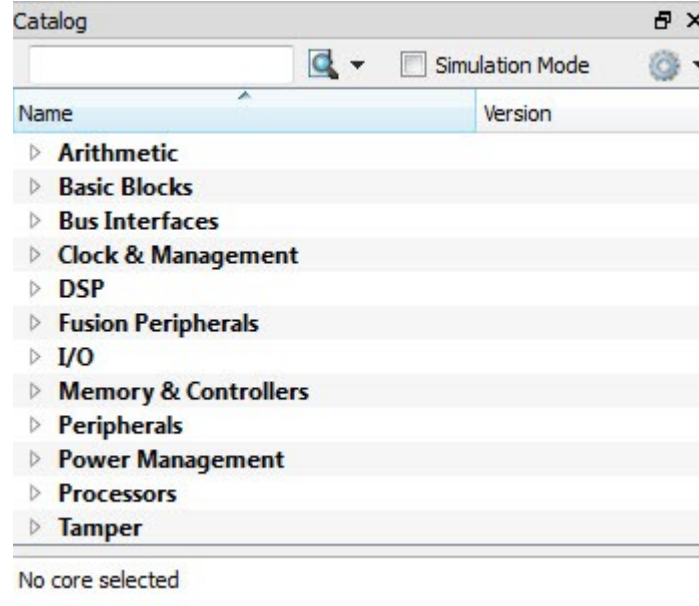 Catalog
Simulation Mode
Name Version
Arithmetic
Basic Blocks
Bus Interfaces
Clock & Management
DSP
Fusion Peripherals
I/O
Memory & Controllers
Peripherals
Power Management
Processors
Tamper
No core selected